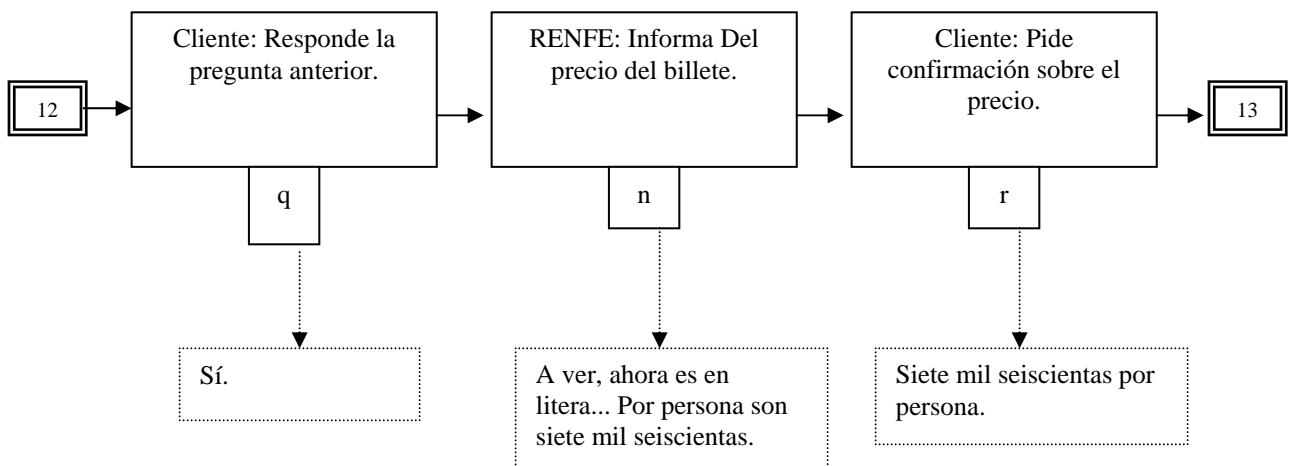 12
Cliente: Responde la
pregunta anterior.
q
Sí.
RENFE: Informa Del
precio del billete.
n
A ver, ahora es en
litera... Por persona son
siete mil seiscientas.
Cliente: Pide
confirmación sobre el
precio.
r
Siete mil seiscientas por
persona.
13